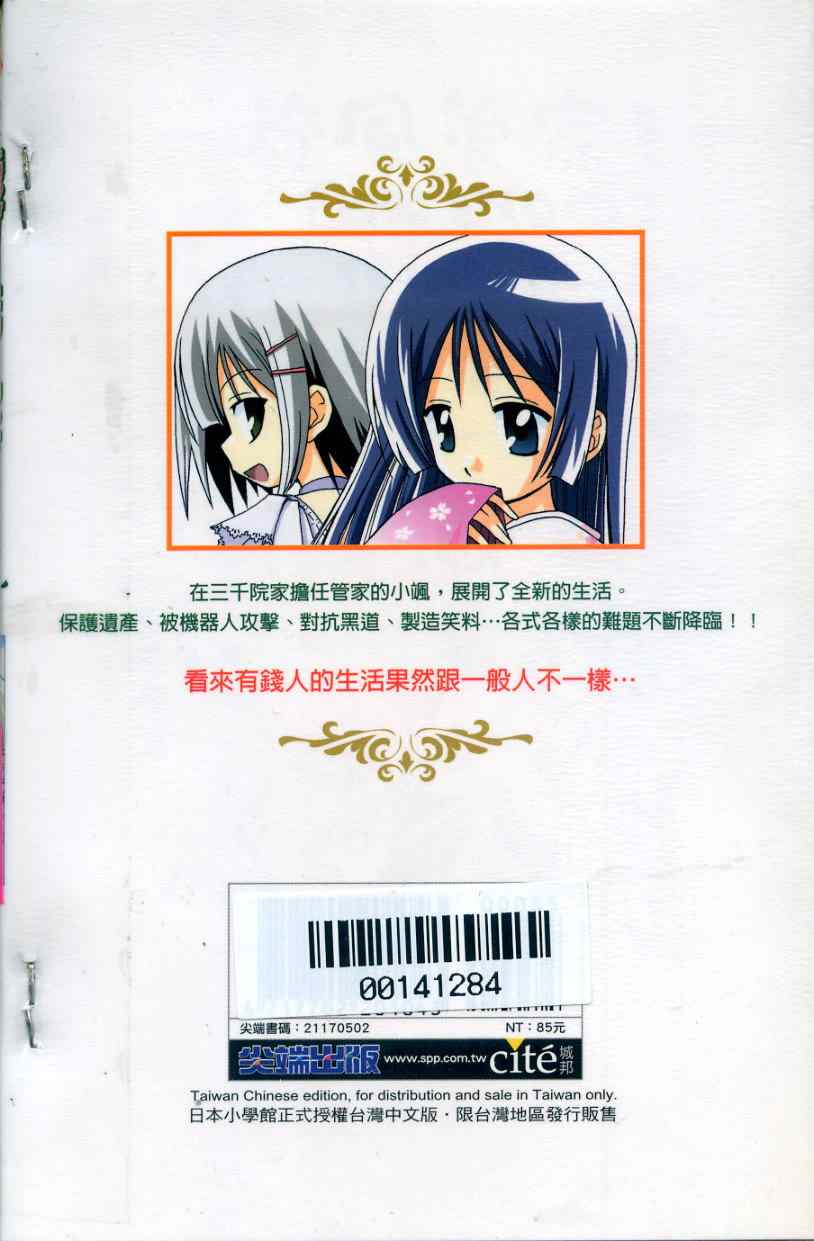 在三千院家擔任管家的小颯，展開了全新的生活。
保護遺產、被機器人攻擊、對抗黑道、製造笑料…各式各樣的難題不斷降臨！！
看來有錢人的生活果然跟一般人不一樣…
00141284
尖端書碼：21170502 NT：85元
尖端出版 www.spp.com.tw cité 城邦
Taiwan Chinese edition, for distribution and sale in Taiwan only.
日本小學館正式授權台灣中文版．限台灣地區發行販售